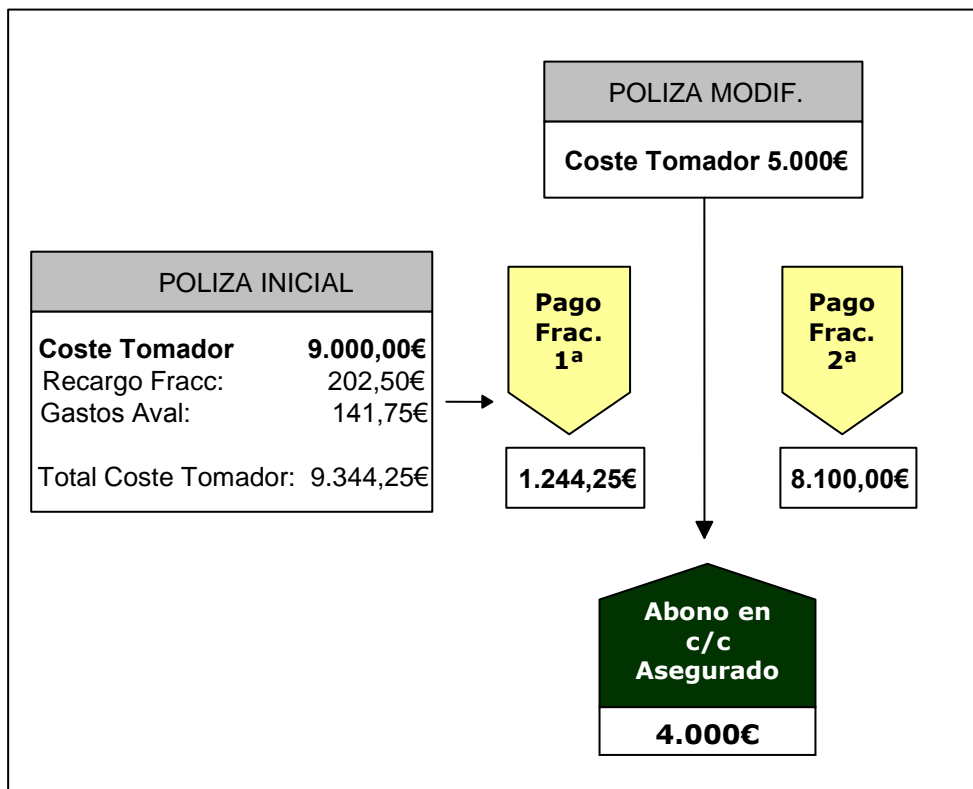 POLIZA MODIF.
Coste Tomador 5.000€
POLIZA INICIAL
Coste Tomador 9.000,00€
Recargo Fracc: 202,50€
Gastos Aval: 141,75€
Total Coste Tomador: 9.344,25€
Pago
Frac.
1ª
1.244,25€
Pago
Frac.
2ª
8.100,00€
Abono en
c/c
Asegurado
4.000€